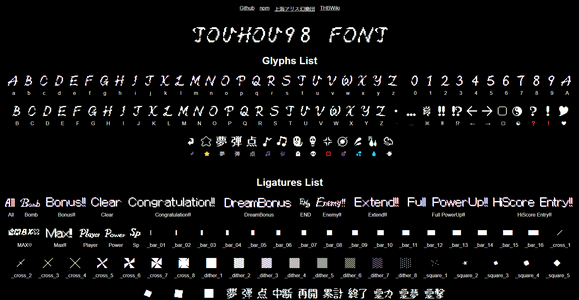 Github npm 上海アリス幻樂団 THBWiki
TOUHOU98 FONT
Glyphs List
A B C D E F G H I J K L M N O P Q R S T U V W X Y Z 0 1 2 3 4 5 6 7 8 9 A
a b c d e f g h i j k l m n o p q r s t u v w x y z 0 1 2 3 4 5 6 7 8 9 A
B C D E F G H I J K L M N O P Q R S T U V W X Y Z · … !! !? ← → ? !
B C D E F G H I J K L M N O P Q R S T U V W X Y Z · … !! !? ← → ? !
夢 弾 点 ♪ ♫
Ligatures List
All Bomb Bonus!! Clear Congratulation!! DreamBonus END Enemy!! Extend!! Full PowerUp!! HiScore Entry!!
All Bomb Bonus!! Clear Congratulation!! DreamBonus END Enemy!! Extend!! Full PowerUp!! HiScore Entry!!
Max!! Player Power Sp
MAX!! Max!! Player Power Sp _bar_01 _bar_02 _bar_03 _bar_04 _bar_05 _bar_06 _bar_07 _bar_08 _bar_09 _bar_10 _bar_11 _bar_12 _bar_13 _bar_14 _bar_15 _bar_16 _cross_1
_cross_2 _cross_3 _cross_4 _cross_5 _cross_6 _cross_7 _cross_8 _dither_1 _dither_2 _dither_3 _dither_4 _dither_5 _dither_6 _dither_7 _dither_8 _square_1 _square_2 _square_3 _square_4 _square_5
夢 弾 点 中断 再開 累計 終了 霊力 霊夢 霊撃